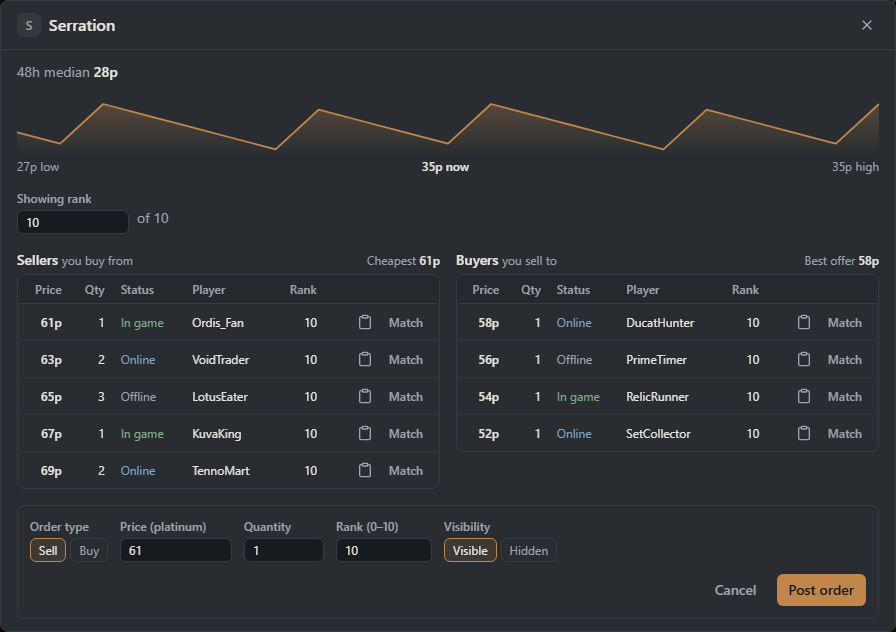 S Serration
48h median 28p
27p low 35p now 35p high
Showing rank
10 of 10
Sellers you buy from Cheapest 61p
Price Qty Status Player Rank
61p 1 In game Ordis_Fan 10 Match
63p 2 Online VoidTrader 10 Match
65p 3 Offline LotusEater 10 Match
67p 1 In game KuvaKing 10 Match
69p 2 Online TennoMart 10 Match
Buyers you sell to Best offer 58p
Price Qty Status Player Rank
58p 1 Online DucatHunter 10 Match
56p 1 Offline PrimeTimer 10 Match
54p 1 In game RelicRunner 10 Match
52p 1 Online SetCollector 10 Match
Order type Price (platinum) Quantity Rank (0–10) Visibility
Sell Buy 61 1 10 Visible Hidden
Cancel Post order